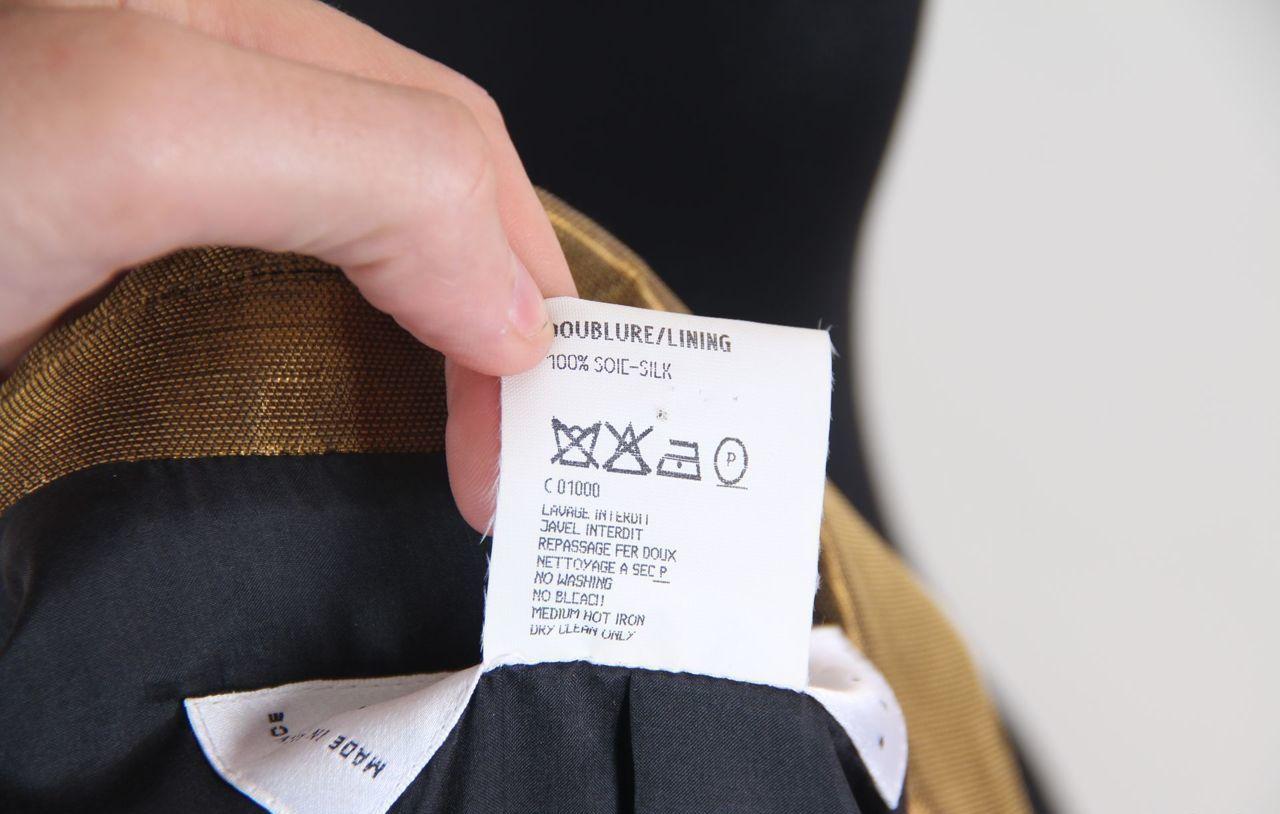 DOUBLURE/LINING
100% SOIE-SILK
P
C 01000
LAVAGE INTERDIT
JAVEL INTERDIT
REPASSAGE FER DOUX
NETTOYAGE A SEC P
NO WASHING
NO BLEACH
MEDIUM HOT IRON
DRY CLEAN ONLY
MADE IN